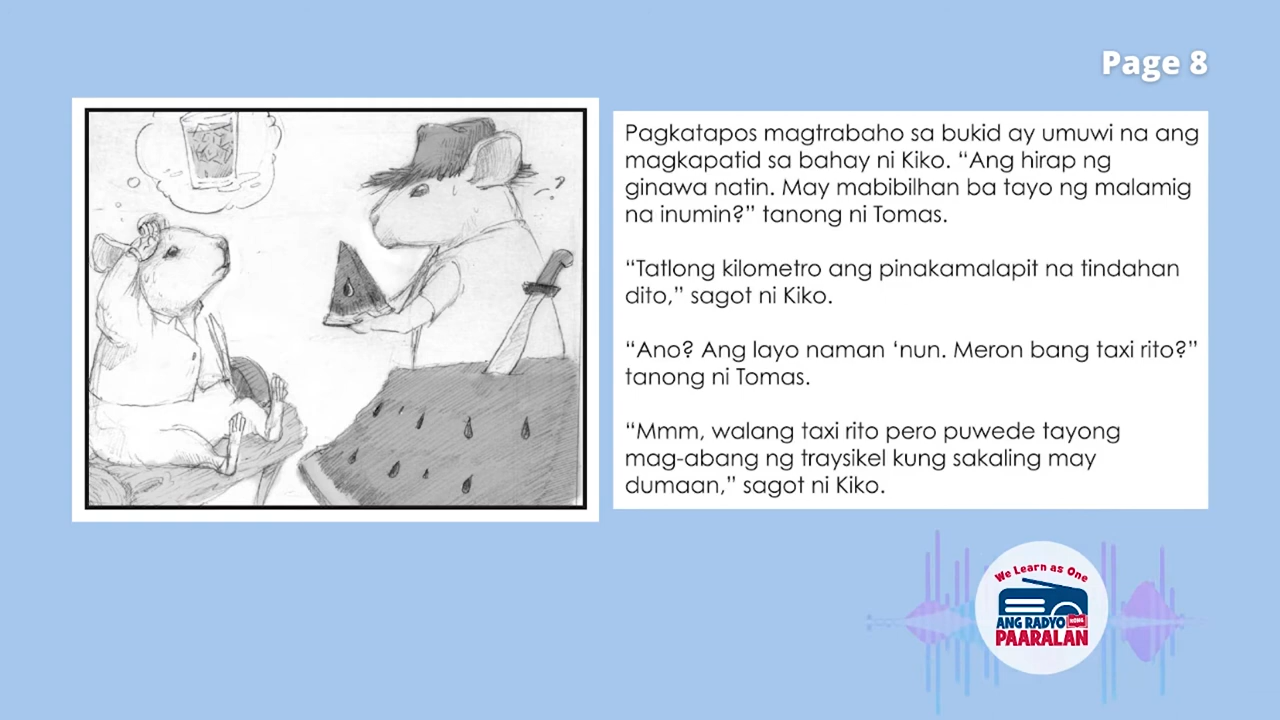 Page 8
Pagkatapos magtrabaho sa bukid ay umuwi na ang
magkapatid sa bahay ni Kiko. “Ang hirap ng
ginawa natin. May mabibilhan ba tayo ng malamig
na inumin?” tanong ni Tomas.
“Tatlong kilometro ang pinakamalapit na tindahan
dito,” sagot ni Kiko.
“Ano? Ang layo naman ‘nun. Meron bang taxi rito?”
tanong ni Tomas.
“Mmm, walang taxi rito pero puwede tayong
mag-abang ng traysikel kung sakaling may
dumaan,” sagot ni Kiko.
We Learn as One
ANG RADYO
PAARALAN